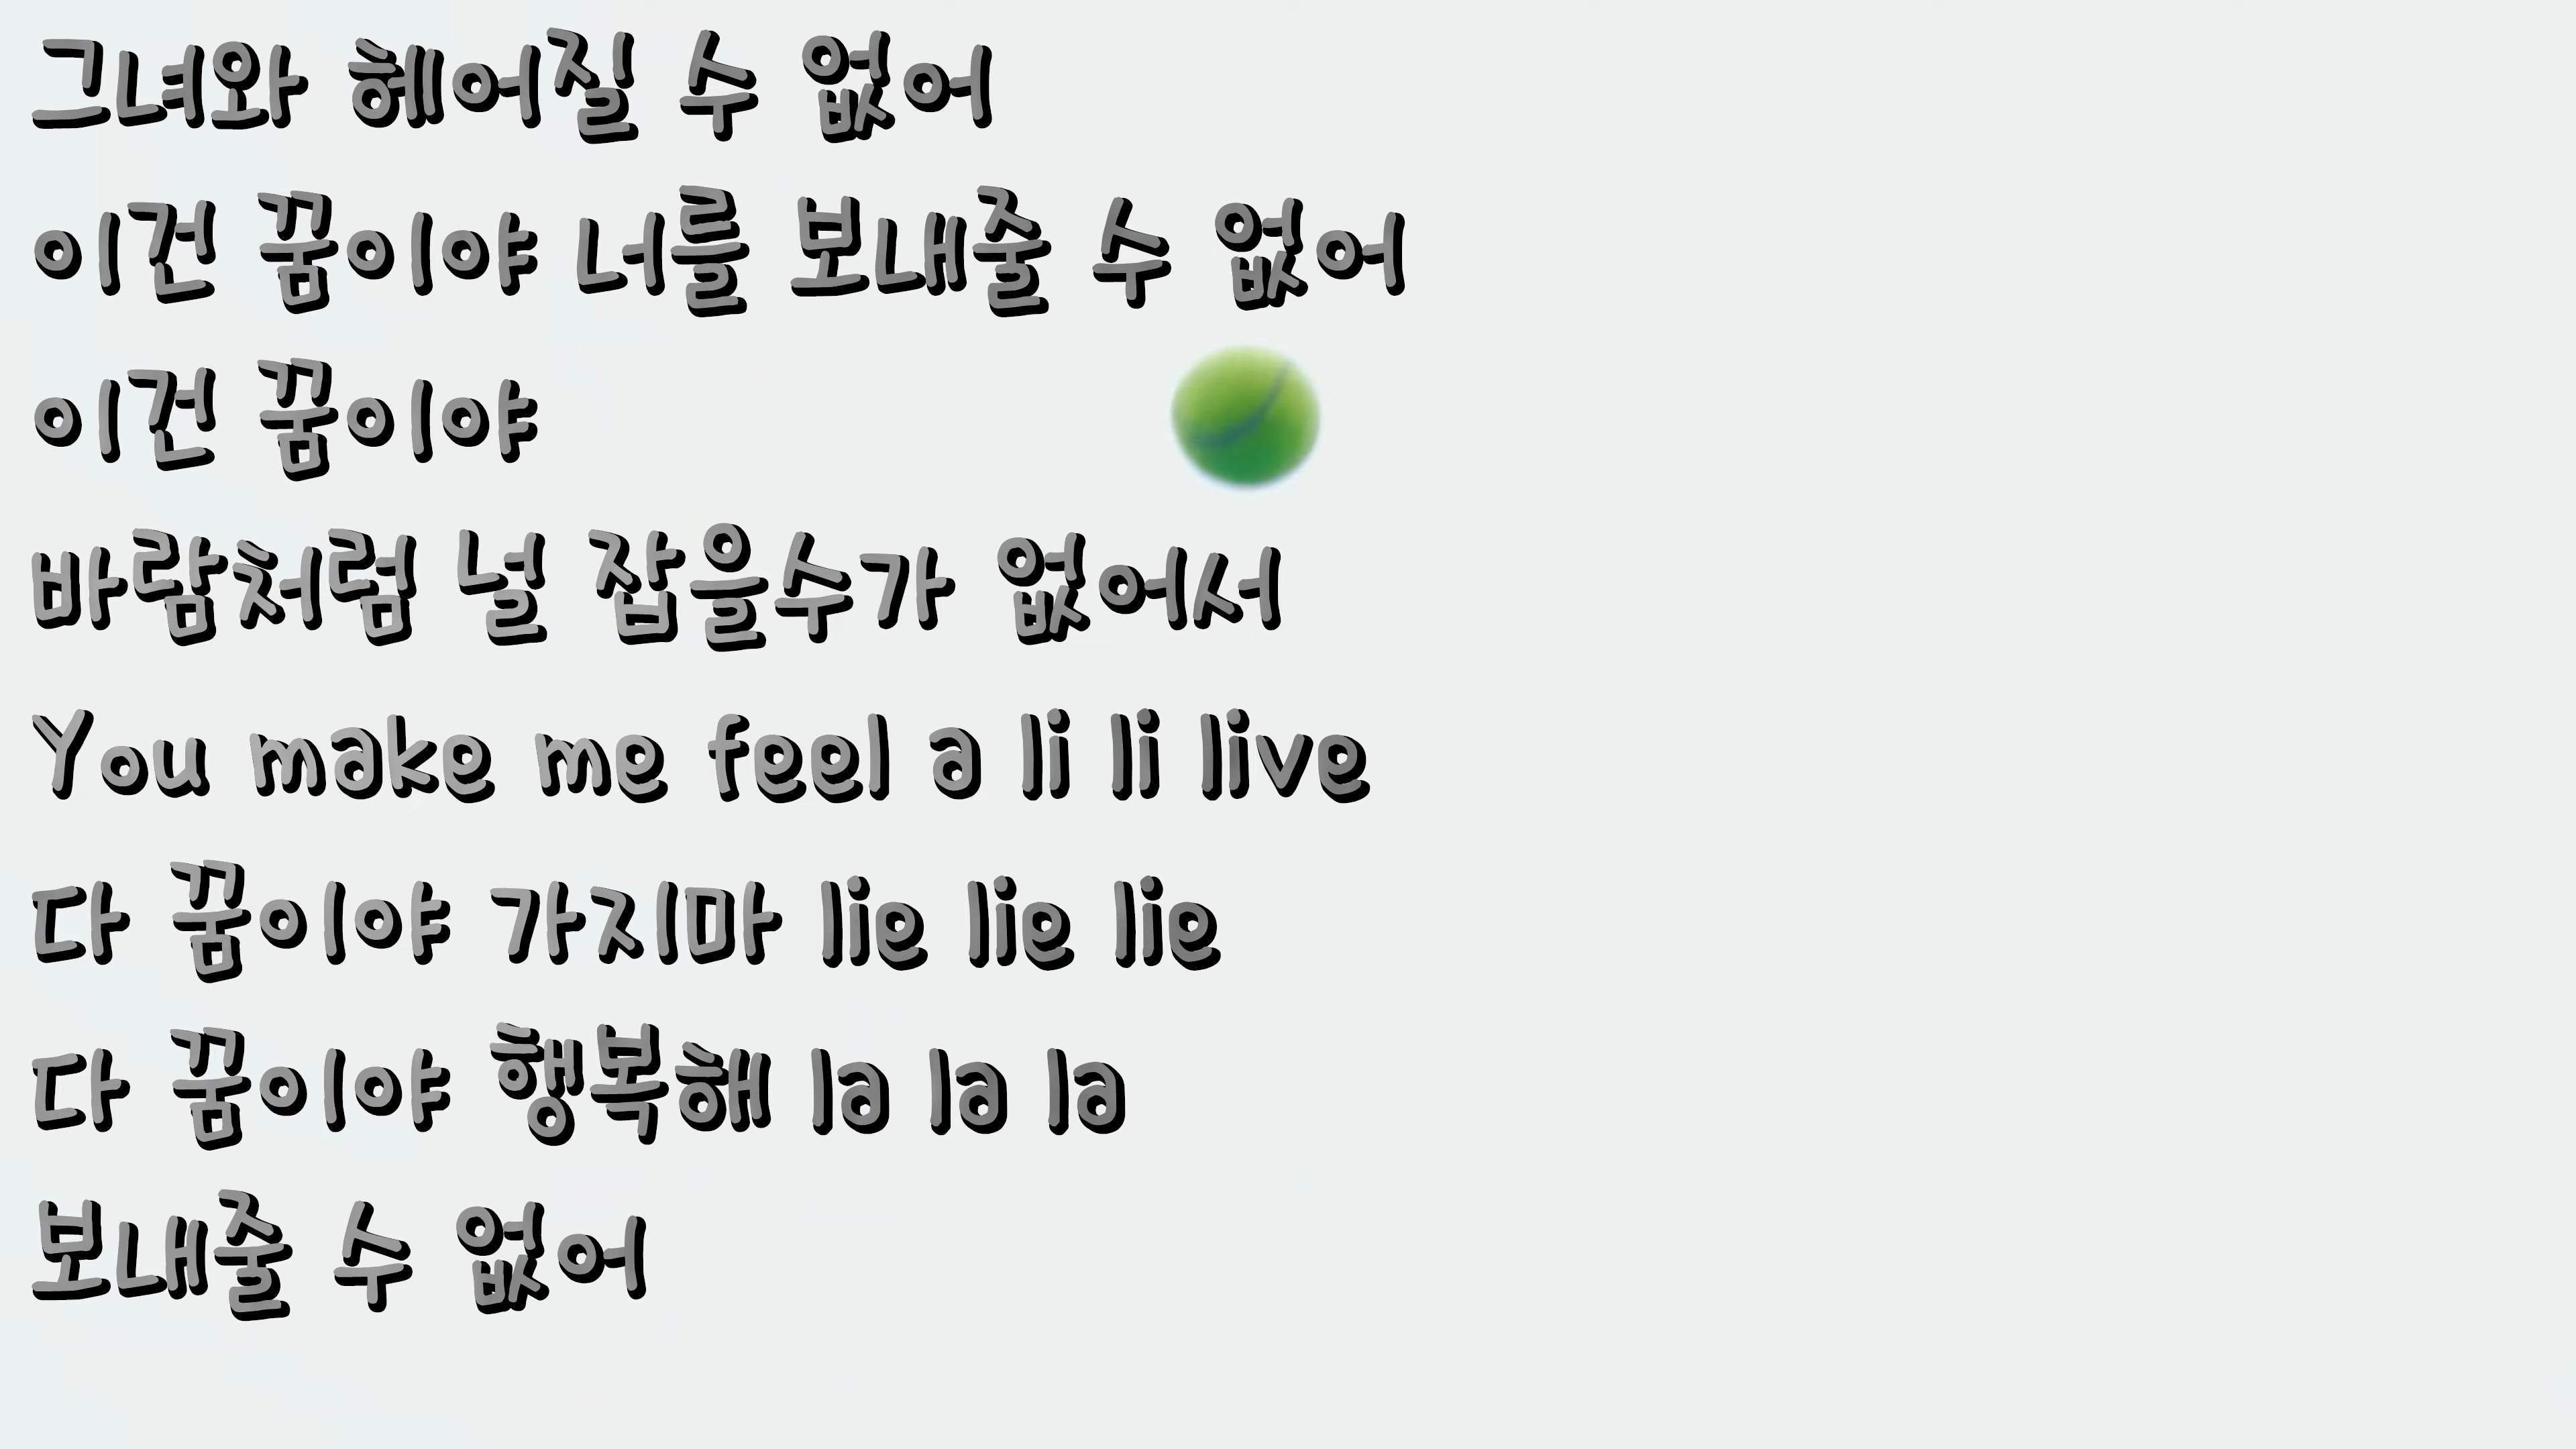 그녀와 헤어질 수 없어
이건 꿈이야 너를 보내줄 수 없어
이건 꿈이야
바람처럼 널 잡을수가 없어서
You make me feel a li li live
다 꿈이야 가지마 lie lie lie
다 꿈이야 행복해 la la la
보내줄 수 없어